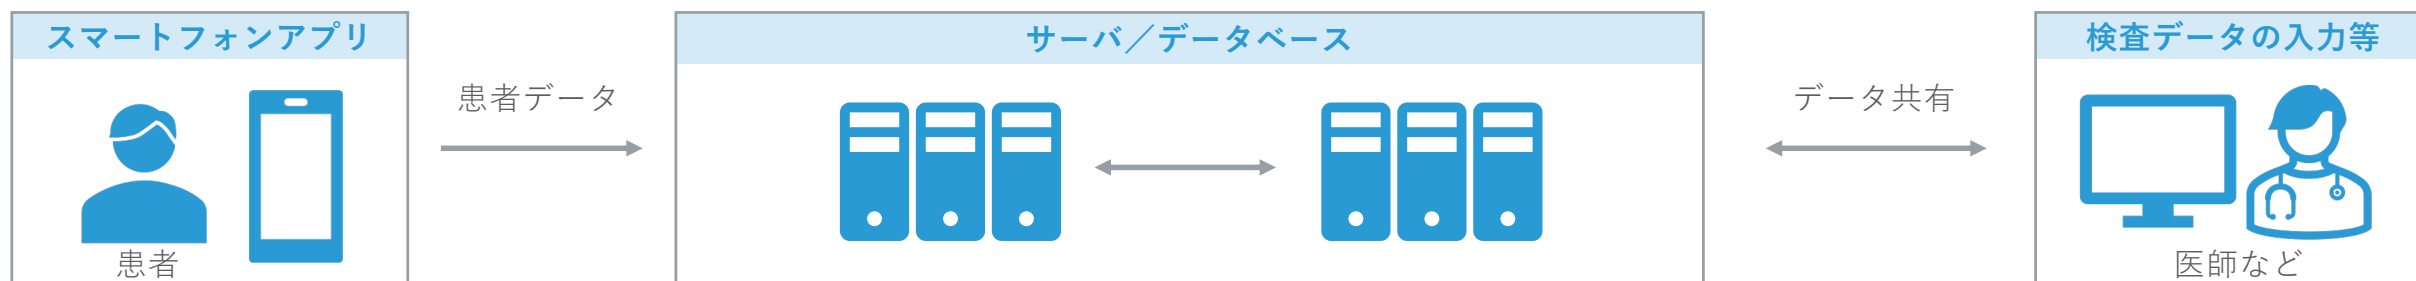 スマートフォンアプリ
患者
患者データ
サーバ／データベース
データ共有
検査データの入力等
医師など